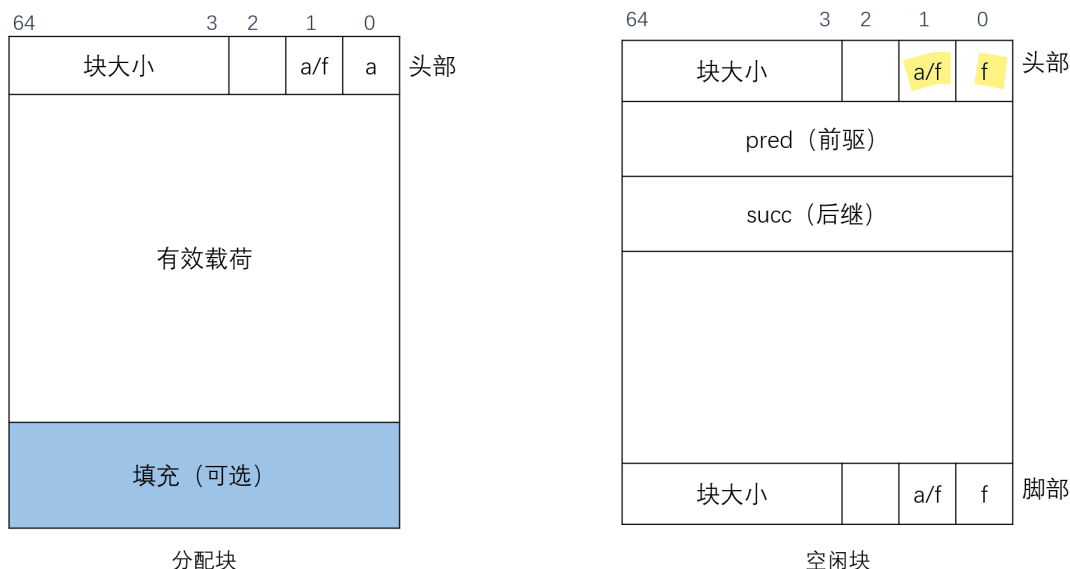 64 3 2 1 0
块大小 a/f a 头部
有效载荷
填充（可选）
分配块
64 3 2 1 0
块大小 a/f f 头部
pred（前驱）
succ（后继）
块大小 a/f f 脚部
空闲块